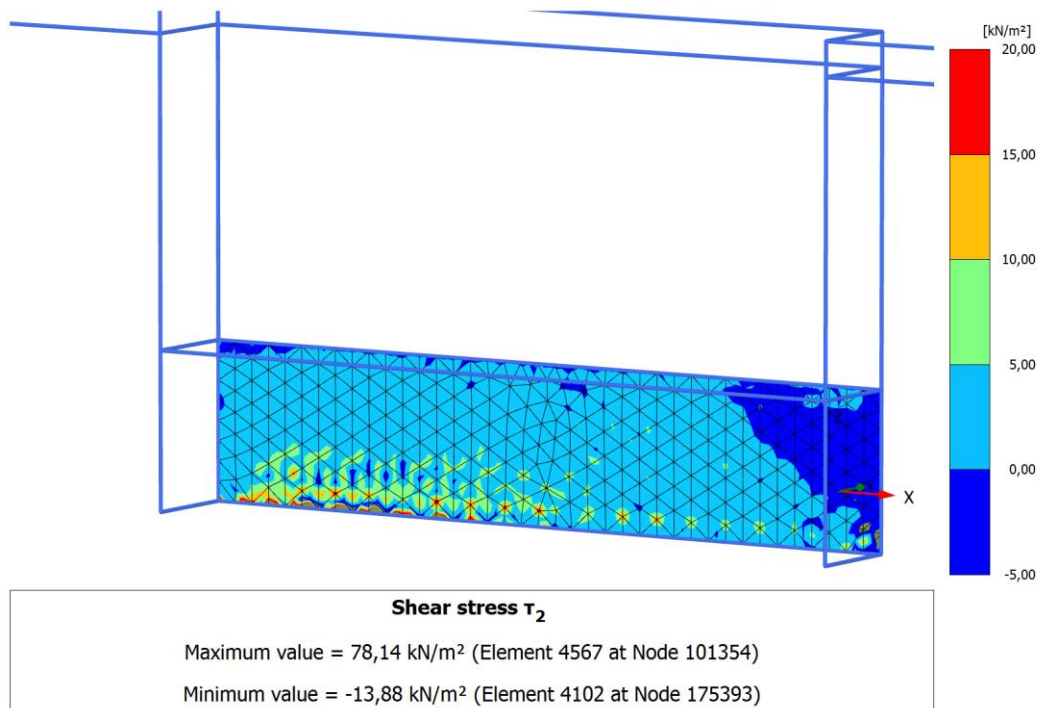 [kN/m²]
20,00
15,00
10,00
5,00
0,00
-5,00
Z
X
Shear stress τ₂
Maximum value = 78,14 kN/m² (Element 4567 at Node 101354)
Minimum value = -13,88 kN/m² (Element 4102 at Node 175393)